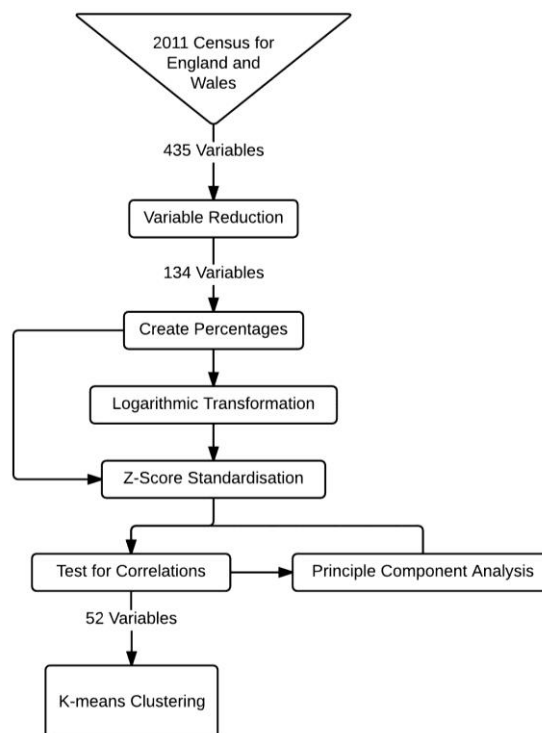 2011 Census for
England and
Wales
435 Variables
Variable Reduction
134 Variables
Create Percentages
Logarithmic Transformation
Z-Score Standardisation
Test for Correlations
Principle Component Analysis
52 Variables
K-means Clustering